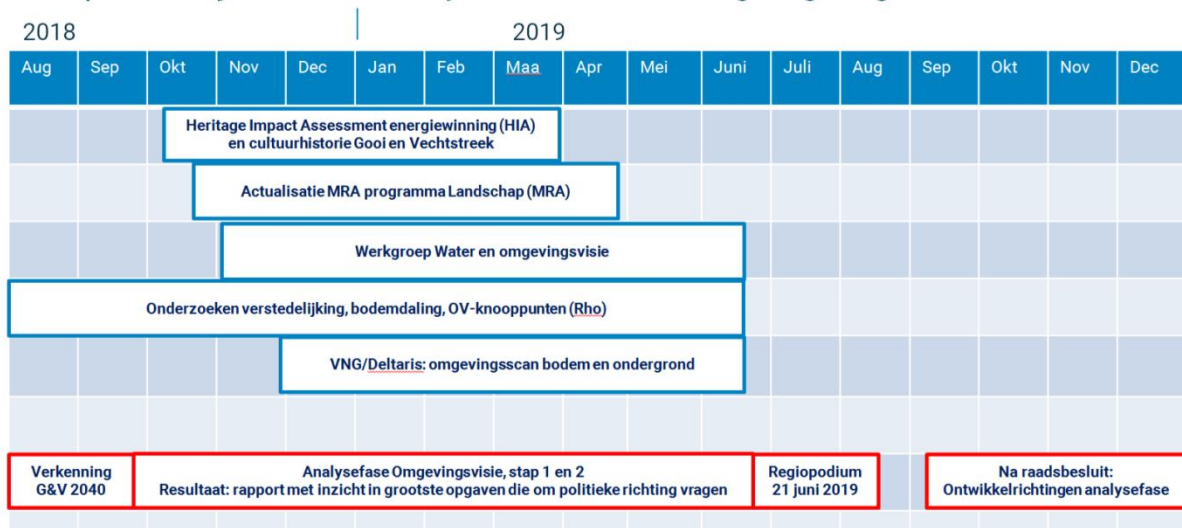 2018
2019
Aug Sep Okt Nov Dec Jan Feb Maa Apr Mei Juni Juli Aug Sep Okt Nov Dec
Heritage Impact Assessment energiewinning (HIA)
en cultuurhistorie Gooi en Vechtstreek
Actualisatie MRA programma Landschap (MRA)
Werkgroep Water en omgevingsvisie
Onderzoeken verstedelijking, bodemdaling, OV-knooppunten (Rho)
VNG/Deltaris: omgevingsscan bodem en ondergrond
Verkenning
G&V 2040
Analysefase Omgevingsvisie, stap 1 en 2
Resultaat: rapport met inzicht in grootste opgaven die om politieke richting vragen
Regiopodium
21 juni 2019
Na raadsbesluit:
Ontwikkelrichtingen analysefase